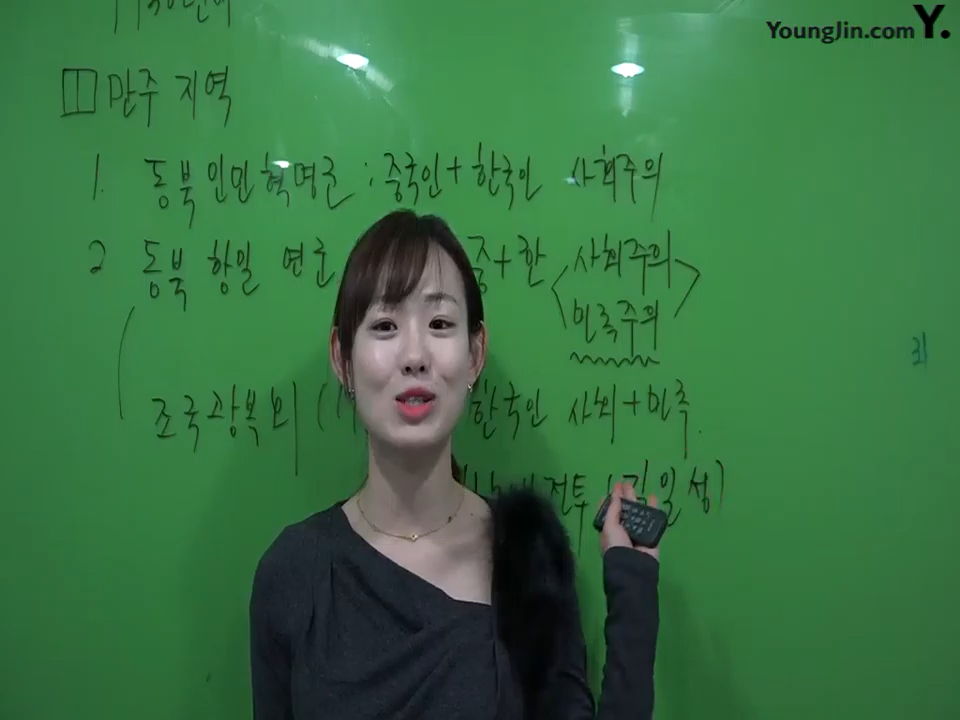 YoungJin.com Y.
만주 지역
1. 동북 인민 혁명군 : 중국인 + 한국인 사회주의
2 동북 항일 연군 중 + 한 < 사회주의 >
민족주의
조국 광복회 ( 한국인 사회 + 민족.
전투 (김일성)